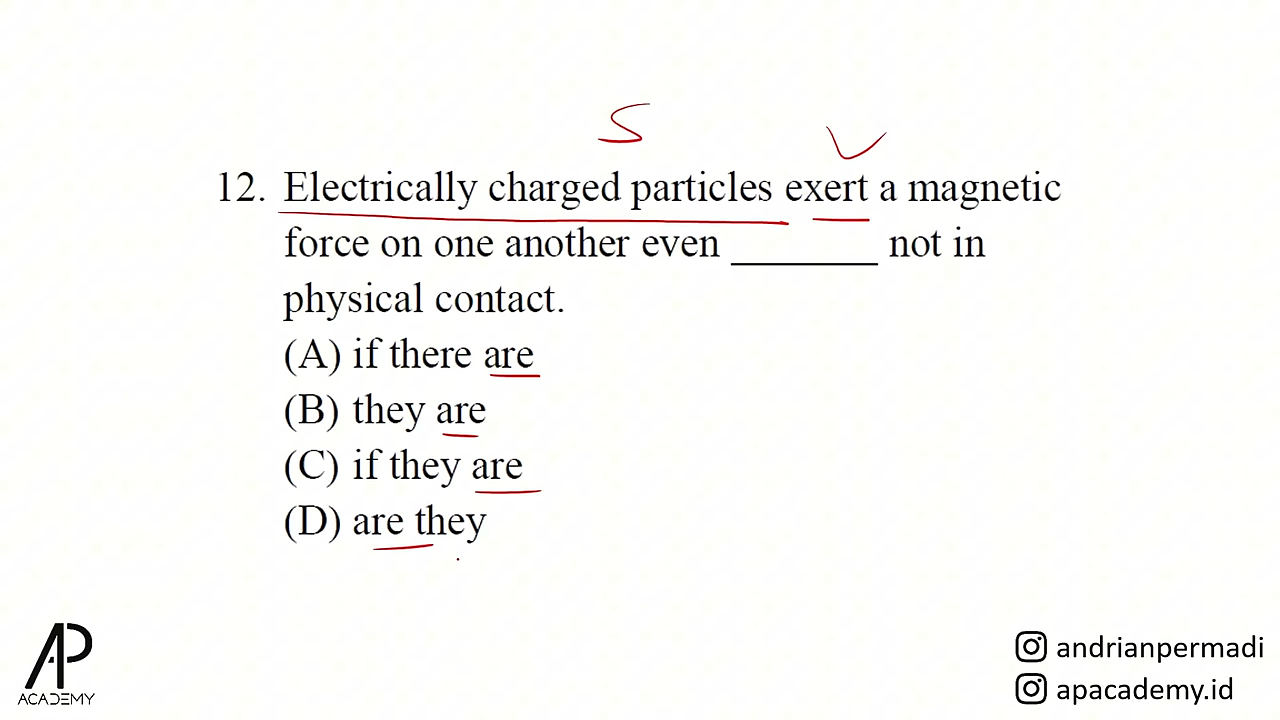 S V
12. Electrically charged particles exert a magnetic
force on one another even ________ not in
physical contact.
(A) if there are
(B) they are
(C) if they are
(D) are they
AP
ACADEMY
andrianpermadi
apacademy.id